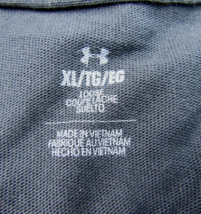 XL/TG/EG
LOOSE
COUPE LÂCHE
SUELTO
MADE IN VIETNAM
FABRIQUÉ AU VIETNAM
HECHO EN VIETNAM